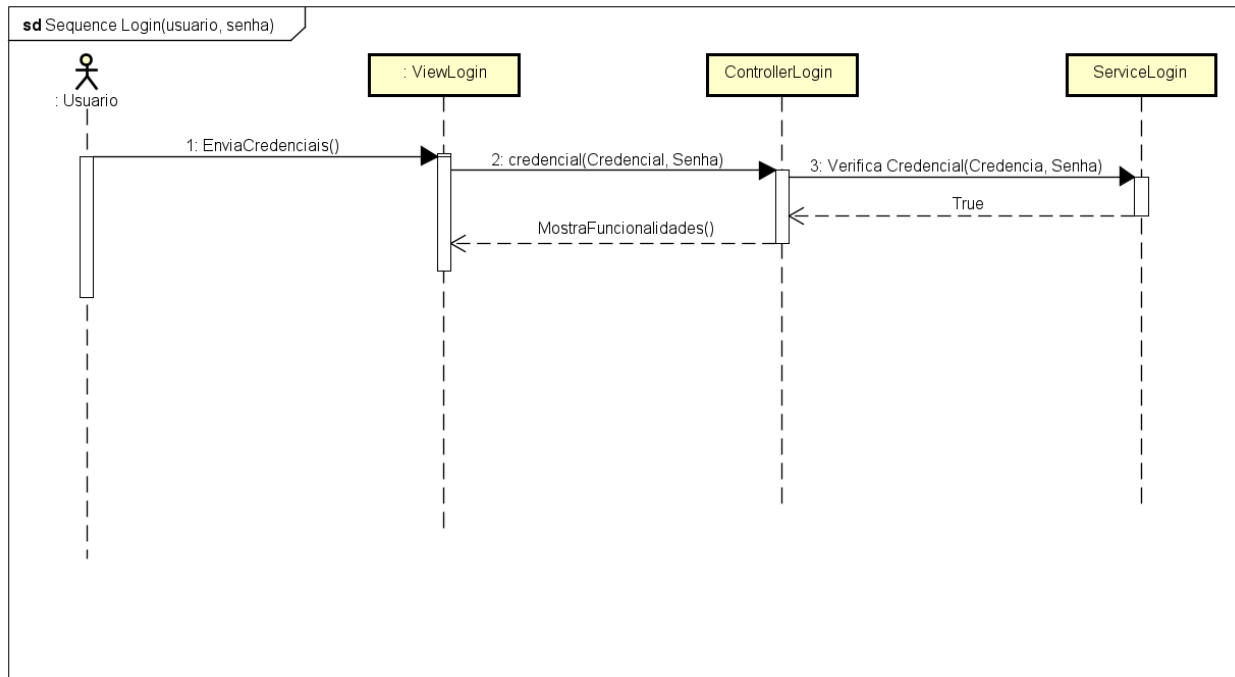 sd Sequence Login(usuario, senha)
: Usuario
: ViewLogin
ControllerLogin
ServiceLogin
1: EnviaCredenciais()
2: credencial(Credencial, Senha)
3: Verifica Credencial(Credencia, Senha)
True
MostraFuncionalidades()